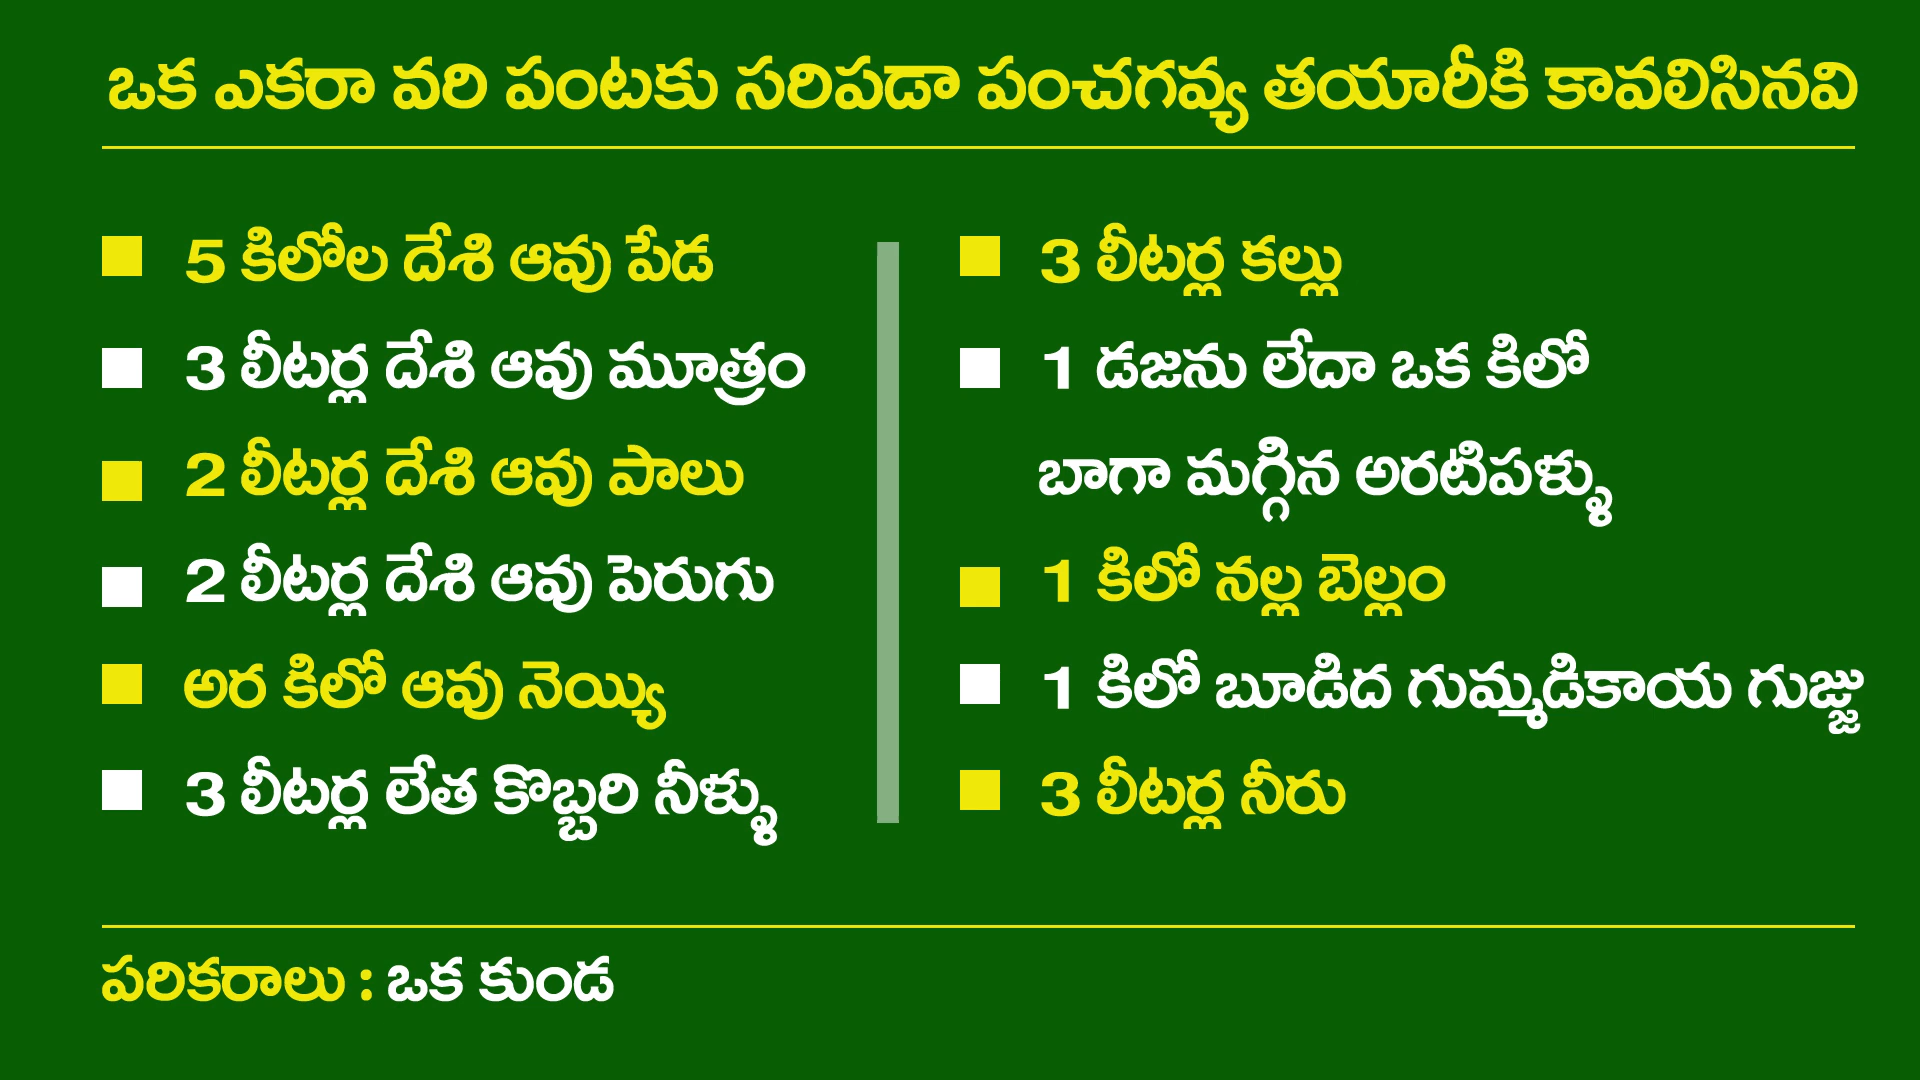 ఒక ఎకరా వరి పంటకు సరిపడా పంచగవ్య తయారీకి కావలిసినవి
5 కిలోల దేశి ఆవు పేడ
3 లీటర్ల దేశి ఆవు మూత్రం
2 లీటర్ల దేశి ఆవు పాలు
2 లీటర్ల దేశి ఆవు పెరుగు
అర కిలో ఆవు నెయ్యి
3 లీటర్ల లేత కొబ్బరి నీళ్ళు
3 లీటర్ల కల్లు
1 డజను లేదా ఒక కిలో
బాగా మగ్గిన అరటిపళ్ళు
1 కిలో నల్ల బెల్లం
1 కిలో బూడిద గుమ్మడికాయ గుజ్జు
3 లీటర్ల నీరు
పరికరాలు : ఒక కుండ